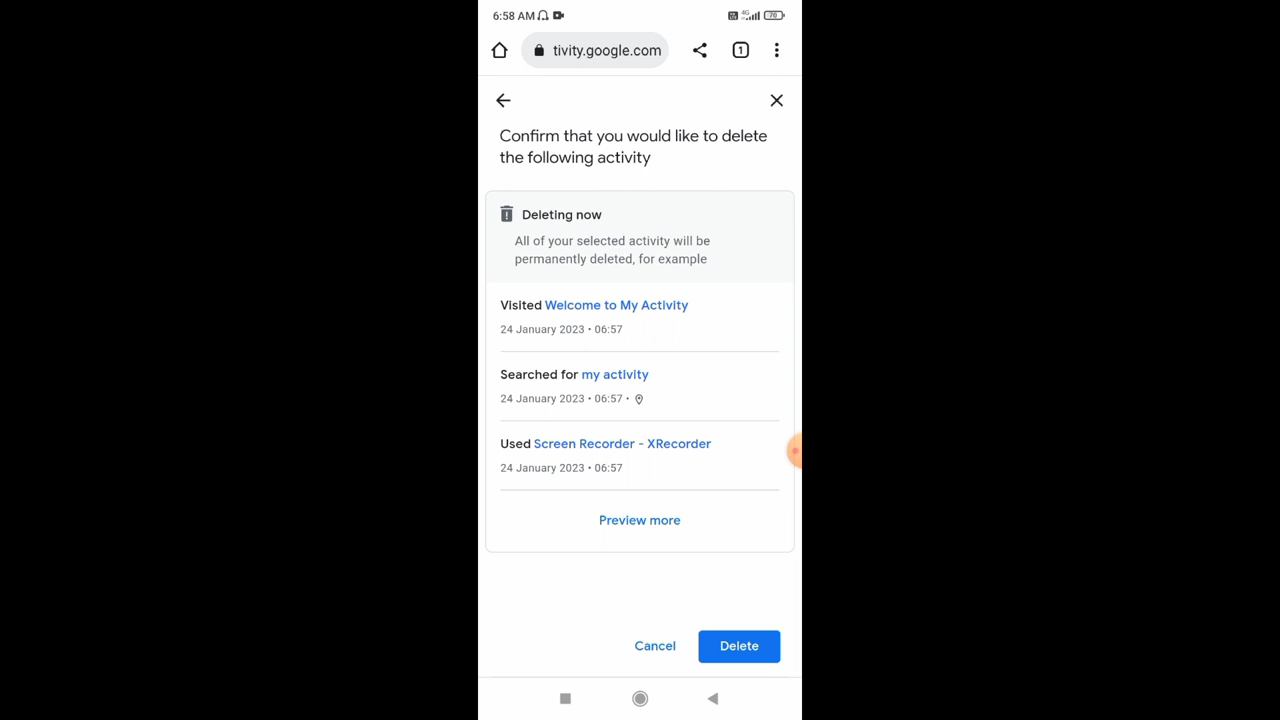 6:58 AM
4G
70
tivity.google.com
1
Confirm that you would like to delete
the following activity
Deleting now
All of your selected activity will be
permanently deleted, for example
Visited Welcome to My Activity
24 January 2023 • 06:57
Searched for my activity
24 January 2023 • 06:57 •
Used Screen Recorder - XRecorder
24 January 2023 • 06:57
Preview more
Cancel
Delete